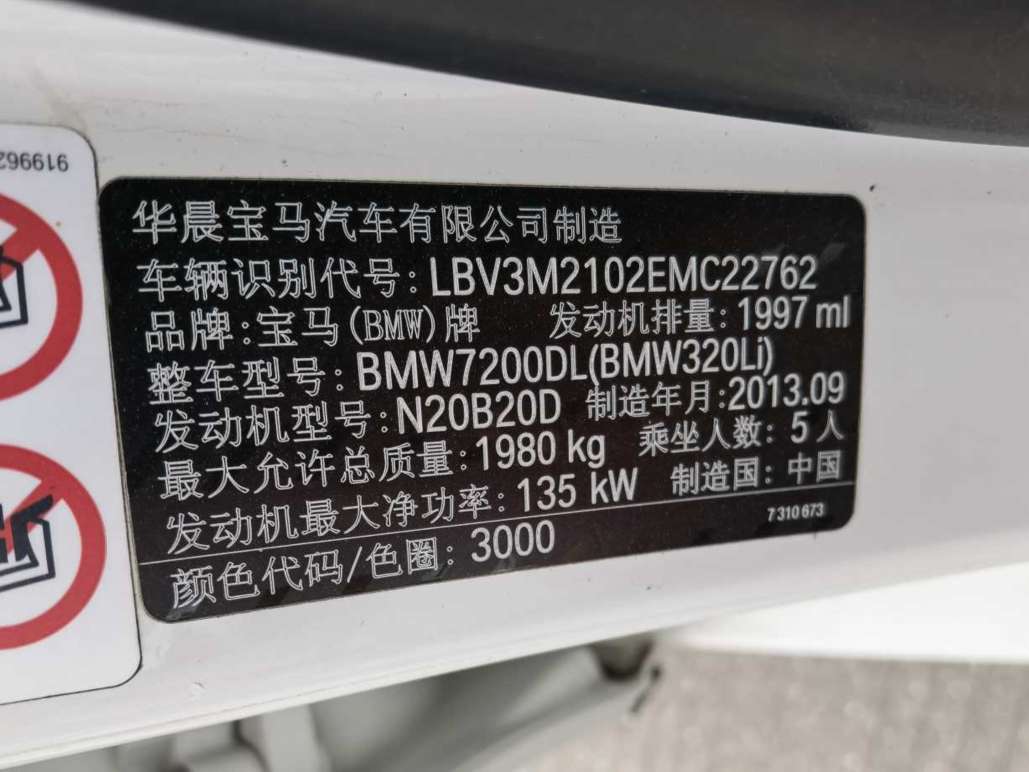 919962
华晨宝马汽车有限公司制造
车辆识别代号: LBV3M2102EMC22762
品牌:宝马(BMW)牌 发动机排量: 1997 ml
整车型号: BMW7200DL(BMW320Li)
发动机型号: N20B20D 制造年月:2013.09
最大允许总质量: 1980 kg 乘坐人数: 5 人
发动机最大净功率: 135 kW 制造国: 中国
7 310 673
颜色代码/色圈: 3000